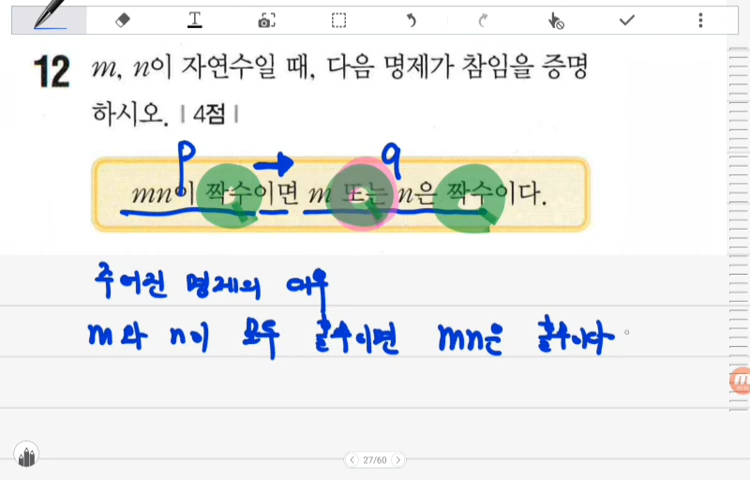 T
12 m, n이 자연수일 때, 다음 명제가 참임을 증명
하시오. | 4점 |
p → q
mn이 짝수이면 m 또는 n은 짝수이다.
주어진 명제의 대우
m와 n이 모두 홀수이면 mn은 홀수이다.
27/60